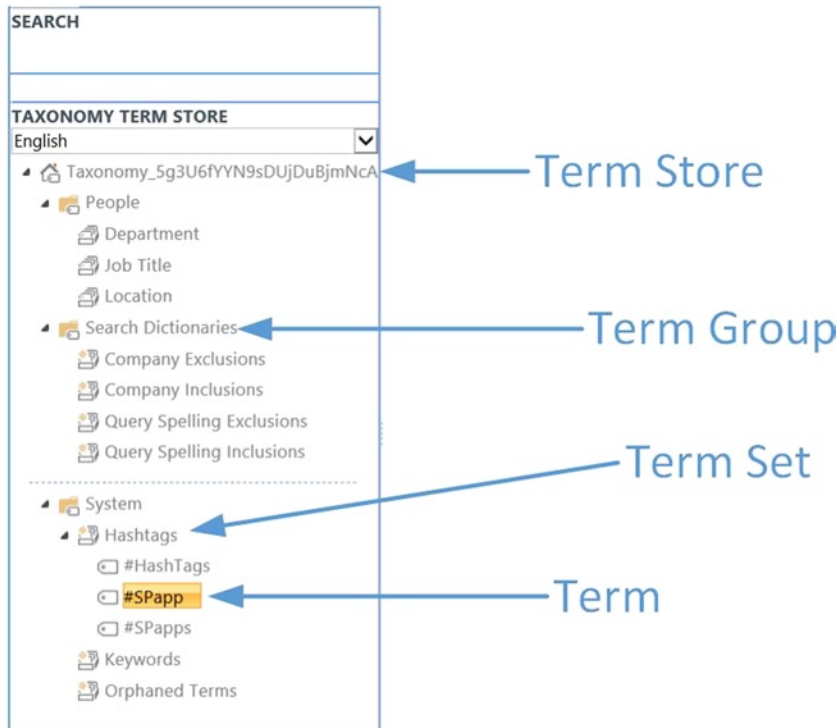 SEARCH
TAXONOMY TERM STORE
English
Taxonomy_5g3U6fYYN9sDUjDuBjmNcA
Term Store
People
Department
Job Title
Location
Search Dictionaries
Term Group
Company Exclusions
Company Inclusions
Query Spelling Exclusions
Query Spelling Inclusions
Term Set
System
Hashtags
#HashTags
#SPapp
Term
#SPapps
Keywords
Orphaned Terms